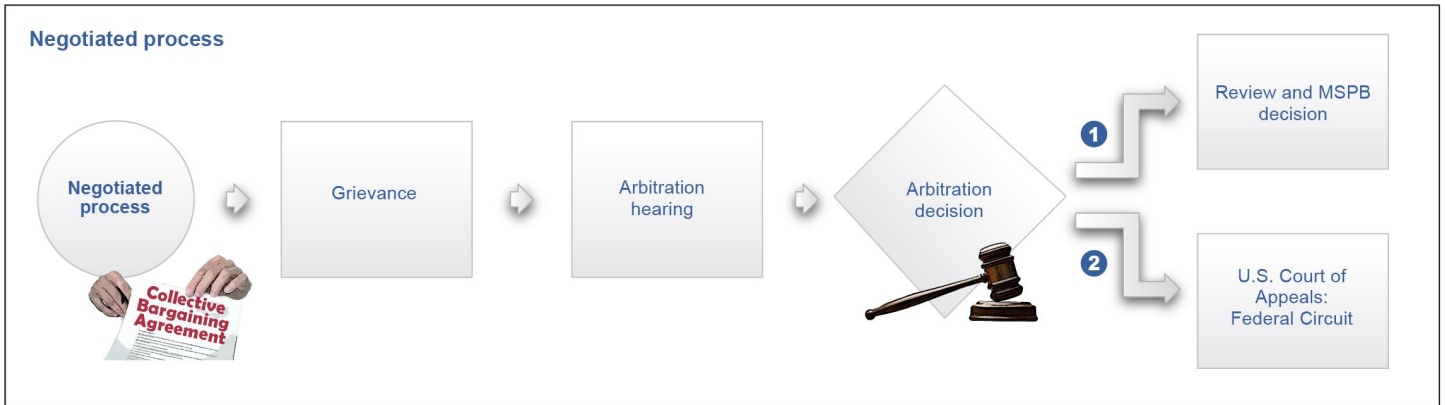 Negotiated process
Negotiated
process
Collective
Bargaining
Agreement
Grievance
Arbitration
hearing
Arbitration
decision
1
Review and MSPB
decision
2
U.S. Court of
Appeals:
Federal Circuit